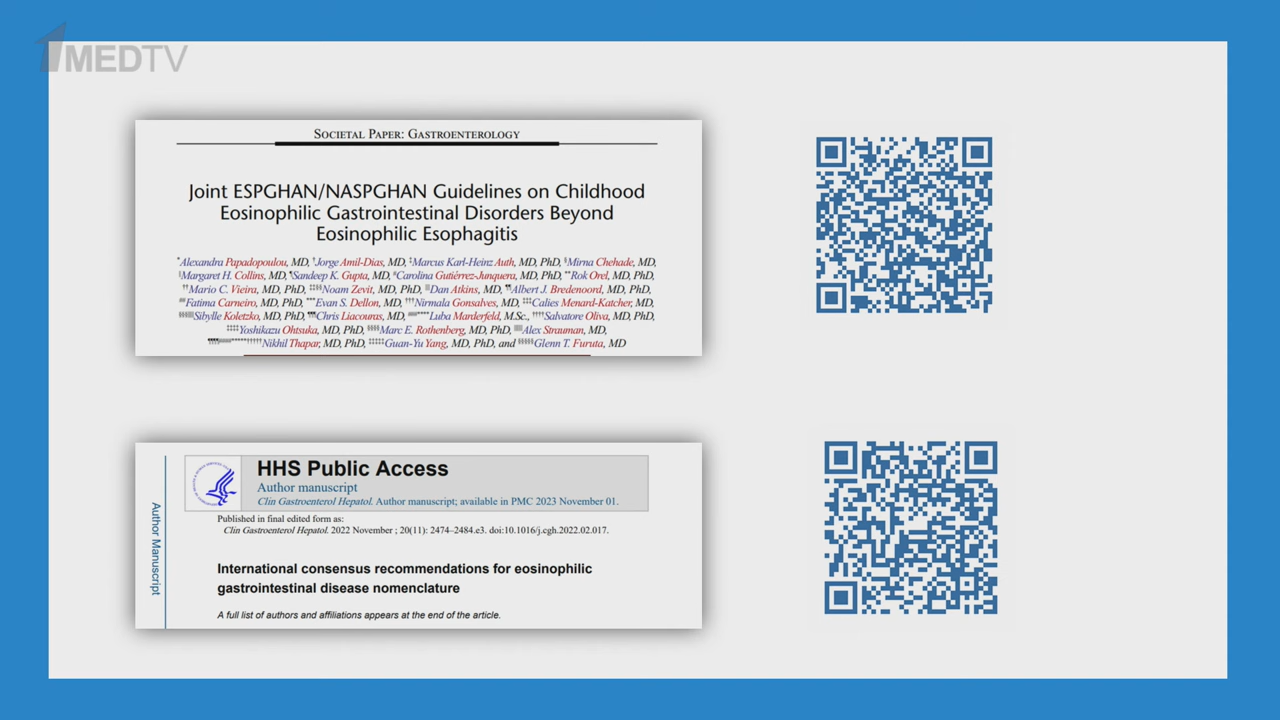 1MEDTV
SOCIETAL PAPER: GASTROENTEROLOGY
Joint ESPGHAN/NASPGHAN Guidelines on Childhood
Eosinophilic Gastrointestinal Disorders Beyond
Eosinophilic Esophagitis
*Alexandra Papadopoulou, MD, †Jorge Amil-Dias, MD, ‡Marcus Karl-Heinz Auth, MD, PhD, §Mirna Chehade, MD,
||Margaret H. Collins, MD, ¶Sandeep K. Gupta, MD, #Carolina Gutiérrez-Junquera, MD, PhD, **Rok Orel, MD, PhD,
††Mario C. Vieira, MD, PhD, ‡‡§§Noam Zevit, MD, PhD, ||||Dan Atkins, MD, ¶¶Albert J. Bredenoord, MD, PhD,
##Fatima Carneiro, MD, PhD, ***Evan S. Dellon, MD, †††Nirmala Gonsalves, MD, ‡‡‡Calies Menard-Katcher, MD,
Sibylle Koletzko, MD, PhD, Chris Liacouras, MD, Luba Marderfeld, M.Sc., ††††Salvatore Oliva, MD, PhD,
‡‡‡‡Yoshikazu Ohtsuka, MD, PhD, §§§§Marc E. Rothenberg, MD, PhD, ||||||||Alex Strauman, MD,
Nikhil Thapar, MD, PhD, Guan-Yu Yang, MD, PhD, and Glenn T. Furuta, MD
HHS Public Access
Author manuscript
Clin Gastroenterol Hepatol. Author manuscript; available in PMC 2023 November 01.
Author Manuscript
Published in final edited form as:
Clin Gastroenterol Hepatol. 2022 November ; 20(11): 2474–2484.e3. doi:10.1016/j.cgh.2022.02.017.
International consensus recommendations for eosinophilic
gastrointestinal disease nomenclature
A full list of authors and affiliations appears at the end of the article.